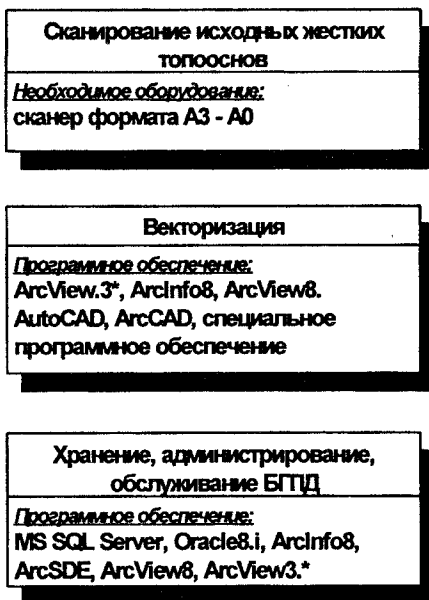 Сканирование исходных жестких
топооснов
Необходимое оборудование:
сканер формата А3 - А0
Векторизация
Программное обеспечение:
ArcView.3*, ArcInfo8, ArcView8.
AutoCAD, ArcCAD, специальное
программное обеспечение
Хранение, администрирование,
обслуживание БГПД
Программное обеспечение:
MS SQL Server, Oracle8.i, ArcInfo8,
ArcSDE, ArcView8, ArcView3.*